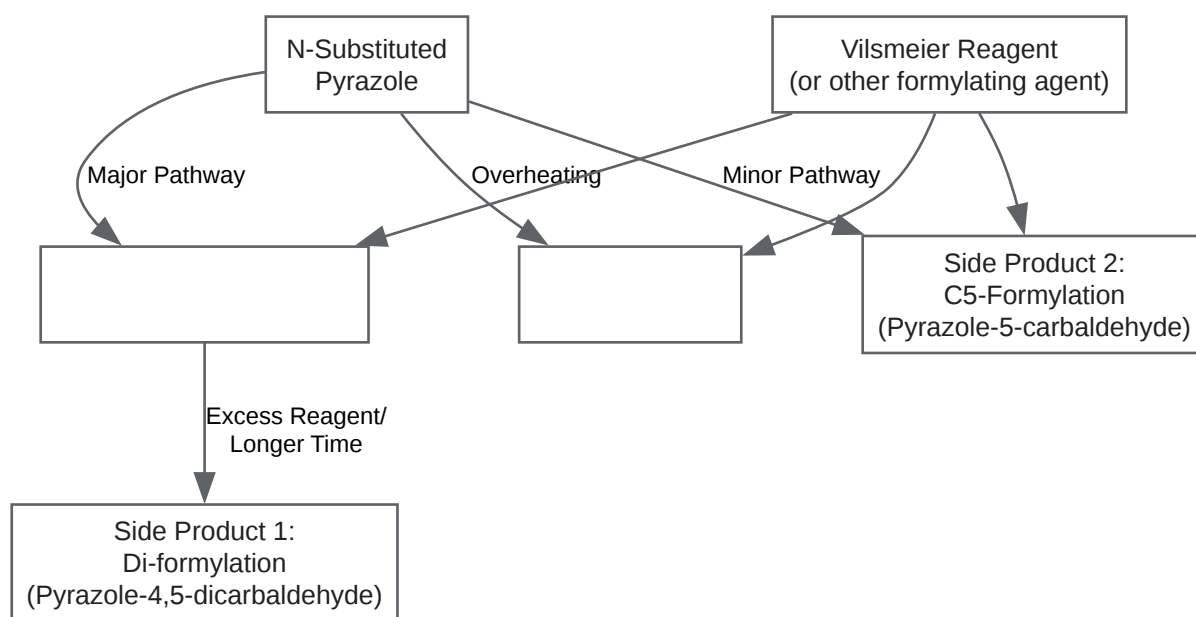 N-Substituted
Pyrazole
Vilsmeier Reagent
(or other formylating agent)
Major Pathway
Overheating
Minor Pathway
Side Product 2:
C5-Formylation
(Pyrazole-5-carbaldehyde)
Excess Reagent/
Longer Time
Side Product 1:
Di-formylation
(Pyrazole-4,5-dicarbaldehyde)